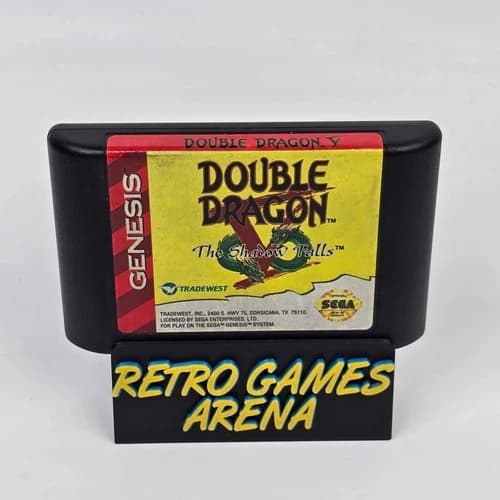 DOUBLE DRAGON V
GENESIS
DOUBLE
DRAGON™
V
The Shadow Falls™
TRADEWEST
SEGA
TRADEWEST, INC., 2400 S. HWY 75, CORSICANA, TX 75110
LICENSED BY SEGA ENTERPRISES, LTD.
FOR PLAY ON THE SEGA™ GENESIS™ SYSTEM.
RETRO GAMES
ARENA